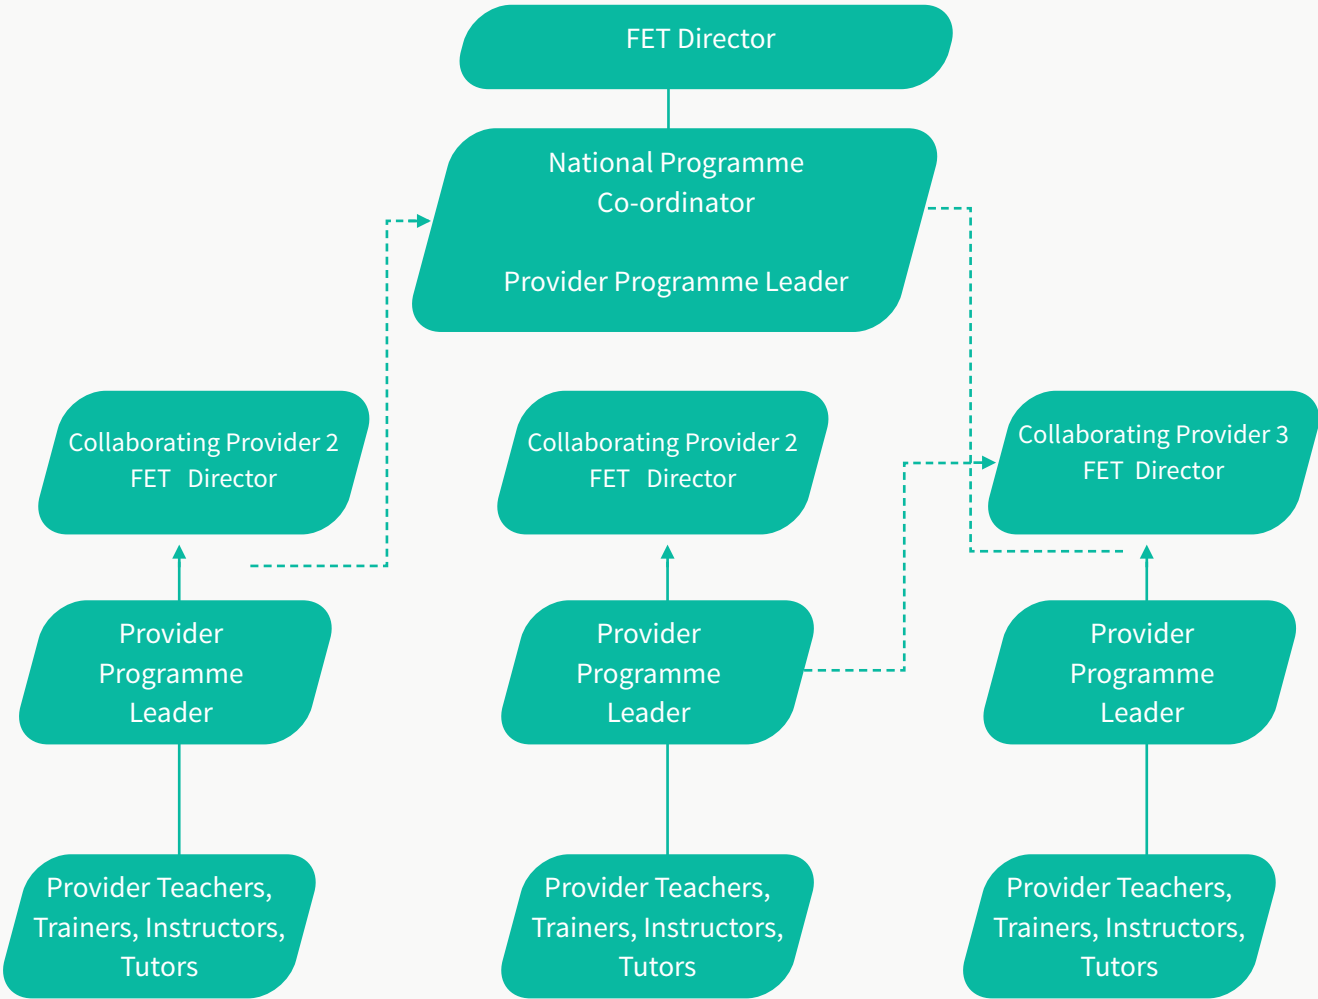 FET Director
National Programme
Co-ordinator
Provider Programme Leader
Collaborating Provider 2
FET Director
Collaborating Provider 2
FET Director
Collaborating Provider 3
FET Director
Provider
Programme
Leader
Provider
Programme
Leader
Provider
Programme
Leader
Provider Teachers,
Trainers, Instructors,
Tutors
Provider Teachers,
Trainers, Instructors,
Tutors
Provider Teachers,
Trainers, Instructors,
Tutors